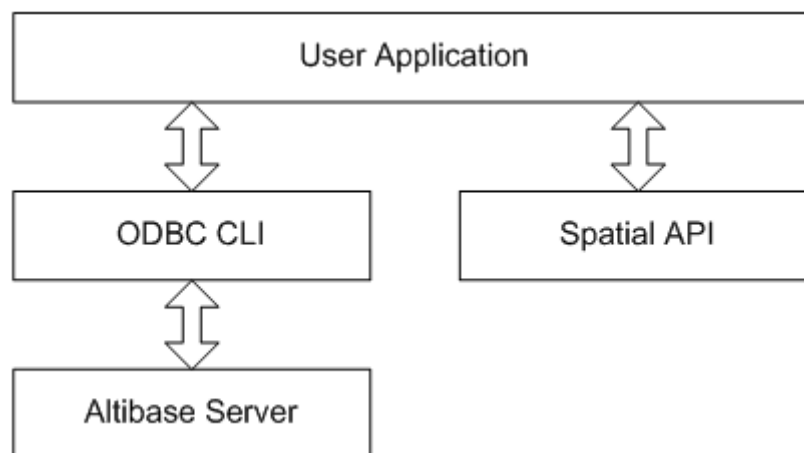 User Application
ODBC CLI
Spatial API
Altibase Server